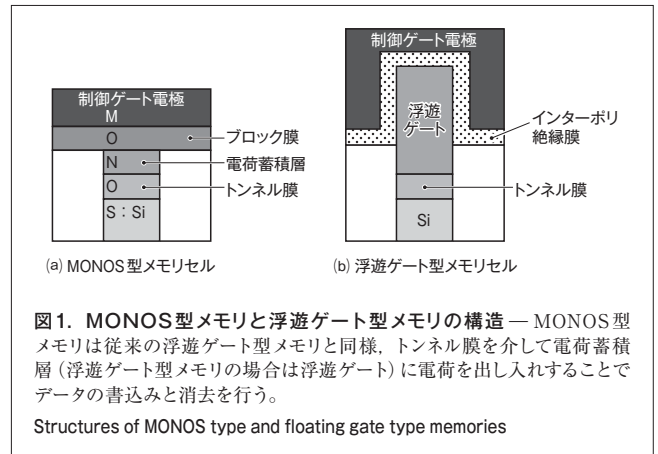 制御ゲート電極
M
O
N
O
S：Si
ブロック膜
電荷蓄積層
トンネル膜
(a) MONOS型メモリセル
制御ゲート電極
浮遊
ゲート
Si
インターポリ
絶縁膜
トンネル膜
(b) 浮遊ゲート型メモリセル
図1．MONOS型メモリと浮遊ゲート型メモリの構造 ― MONOS型
メモリは従来の浮遊ゲート型メモリと同様，トンネル膜を介して電荷蓄積
層（浮遊ゲート型メモリの場合は浮遊ゲート）に電荷を出し入れすることで
データの書込みと消去を行う。
Structures of MONOS type and floating gate type memories